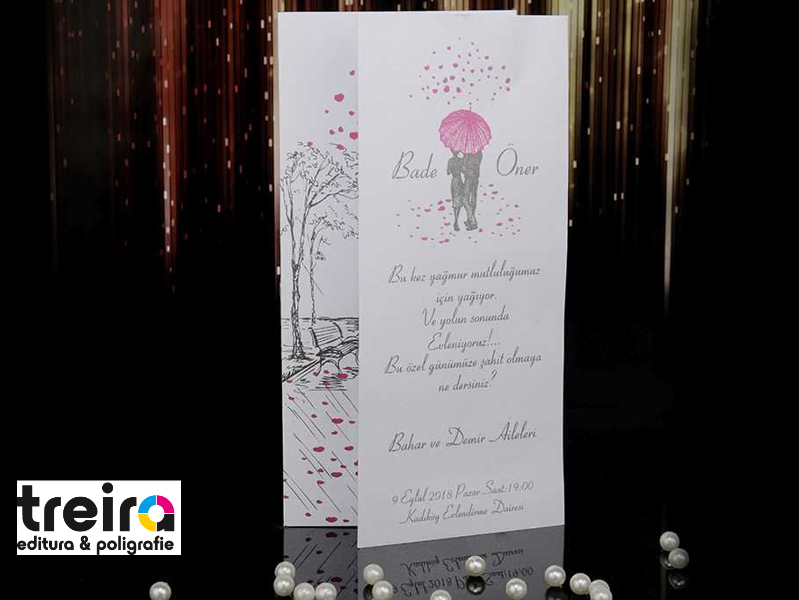 Bade Öner
Bu kez yağmur mutluluğumuz
için yağıyor.
Ve yolun sonunda
Evleniyoruz!...
Bu özel günümüze şahit olmaya
ne dersiniz?
Bahar ve Demir Aileleri
9 Eylül 2018 Pazar Saat:19:00
Kadıköy Evlendirme Dairesi
treira
editura & poligrafie